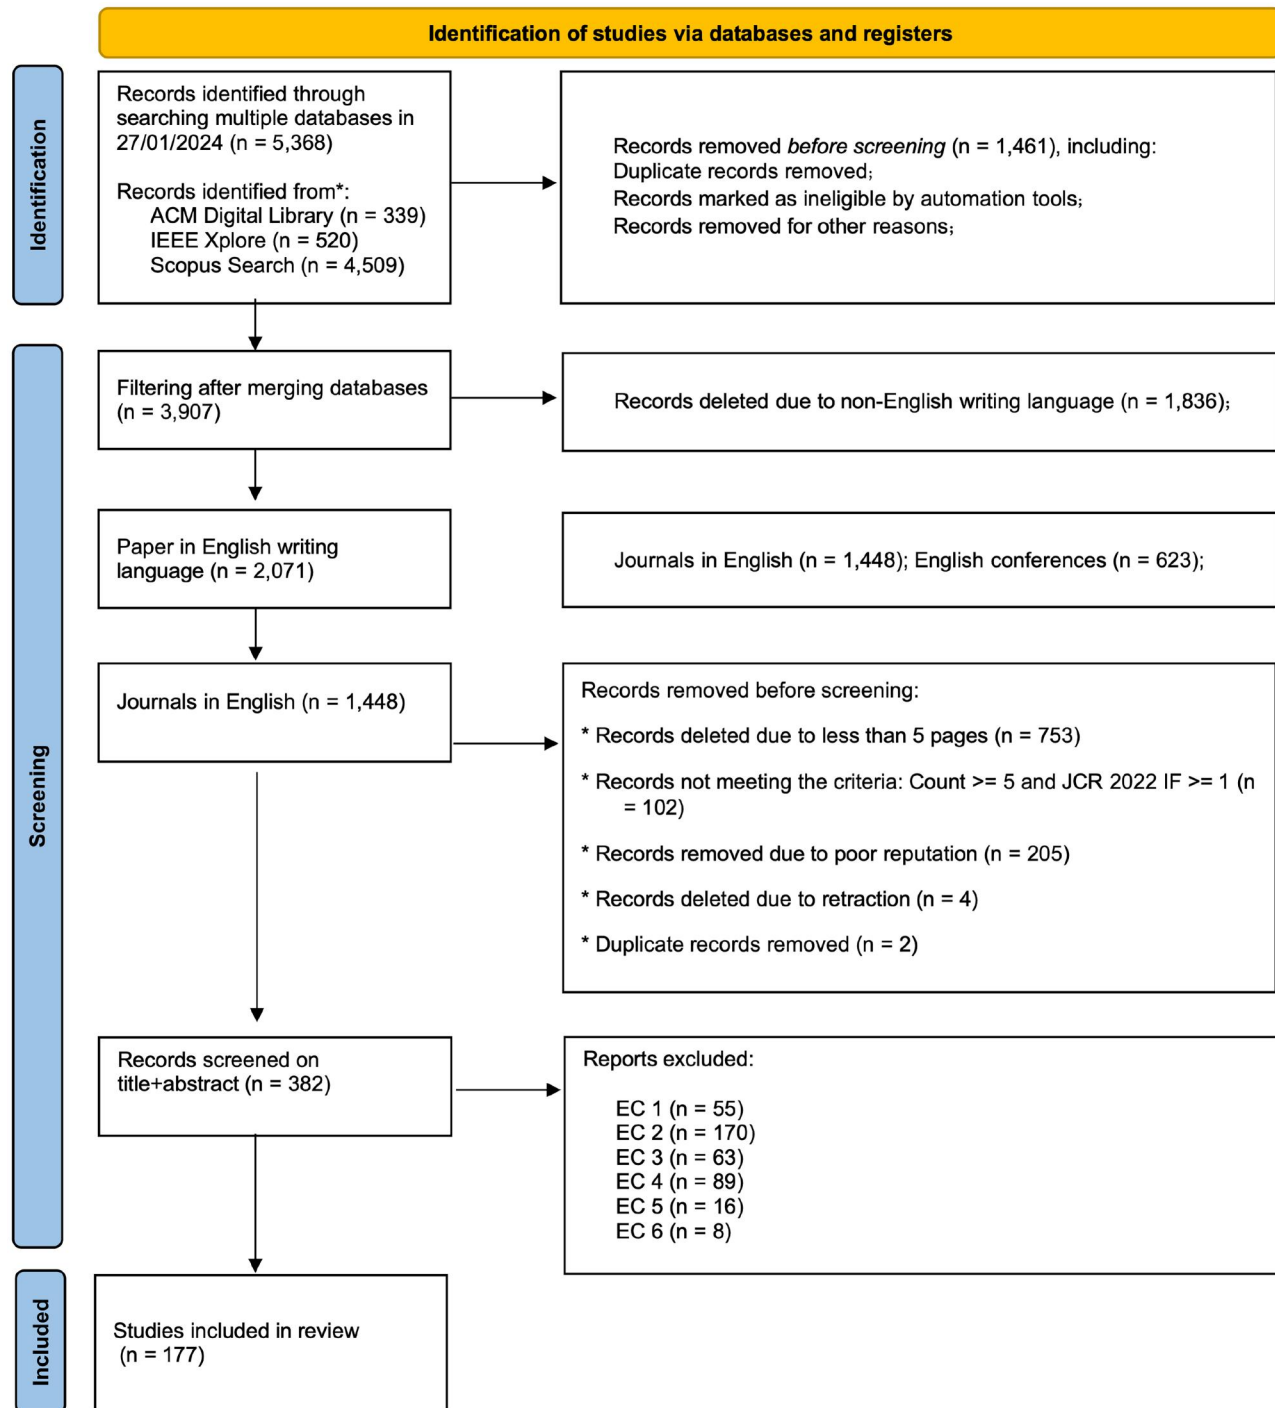 Identification of studies via databases and registers
Identification
Records identified through
searching multiple databases in
27/01/2024 (n = 5,368)
Records identified from*:
ACM Digital Library (n = 339)
IEEE Xplore (n = 520)
Scopus Search (n = 4,509)
Records removed before screening (n = 1,461), including:
Duplicate records removed;
Records marked as ineligible by automation tools;
Records removed for other reasons;
Screening
Filtering after merging databases
(n = 3,907)
Records deleted due to non-English writing language (n = 1,836);
Paper in English writing
language (n = 2,071)
Journals in English (n = 1,448); English conferences (n = 623);
Journals in English (n = 1,448)
Records removed before screening:
* Records deleted due to less than 5 pages (n = 753)
* Records not meeting the criteria: Count >= 5 and JCR 2022 IF >= 1 (n
= 102)
* Records removed due to poor reputation (n = 205)
* Records deleted due to retraction (n = 4)
* Duplicate records removed (n = 2)
Records screened on
title+abstract (n = 382)
Reports excluded:
EC 1 (n = 55)
EC 2 (n = 170)
EC 3 (n = 63)
EC 4 (n = 89)
EC 5 (n = 16)
EC 6 (n = 8)
Included
Studies included in review
(n = 177)